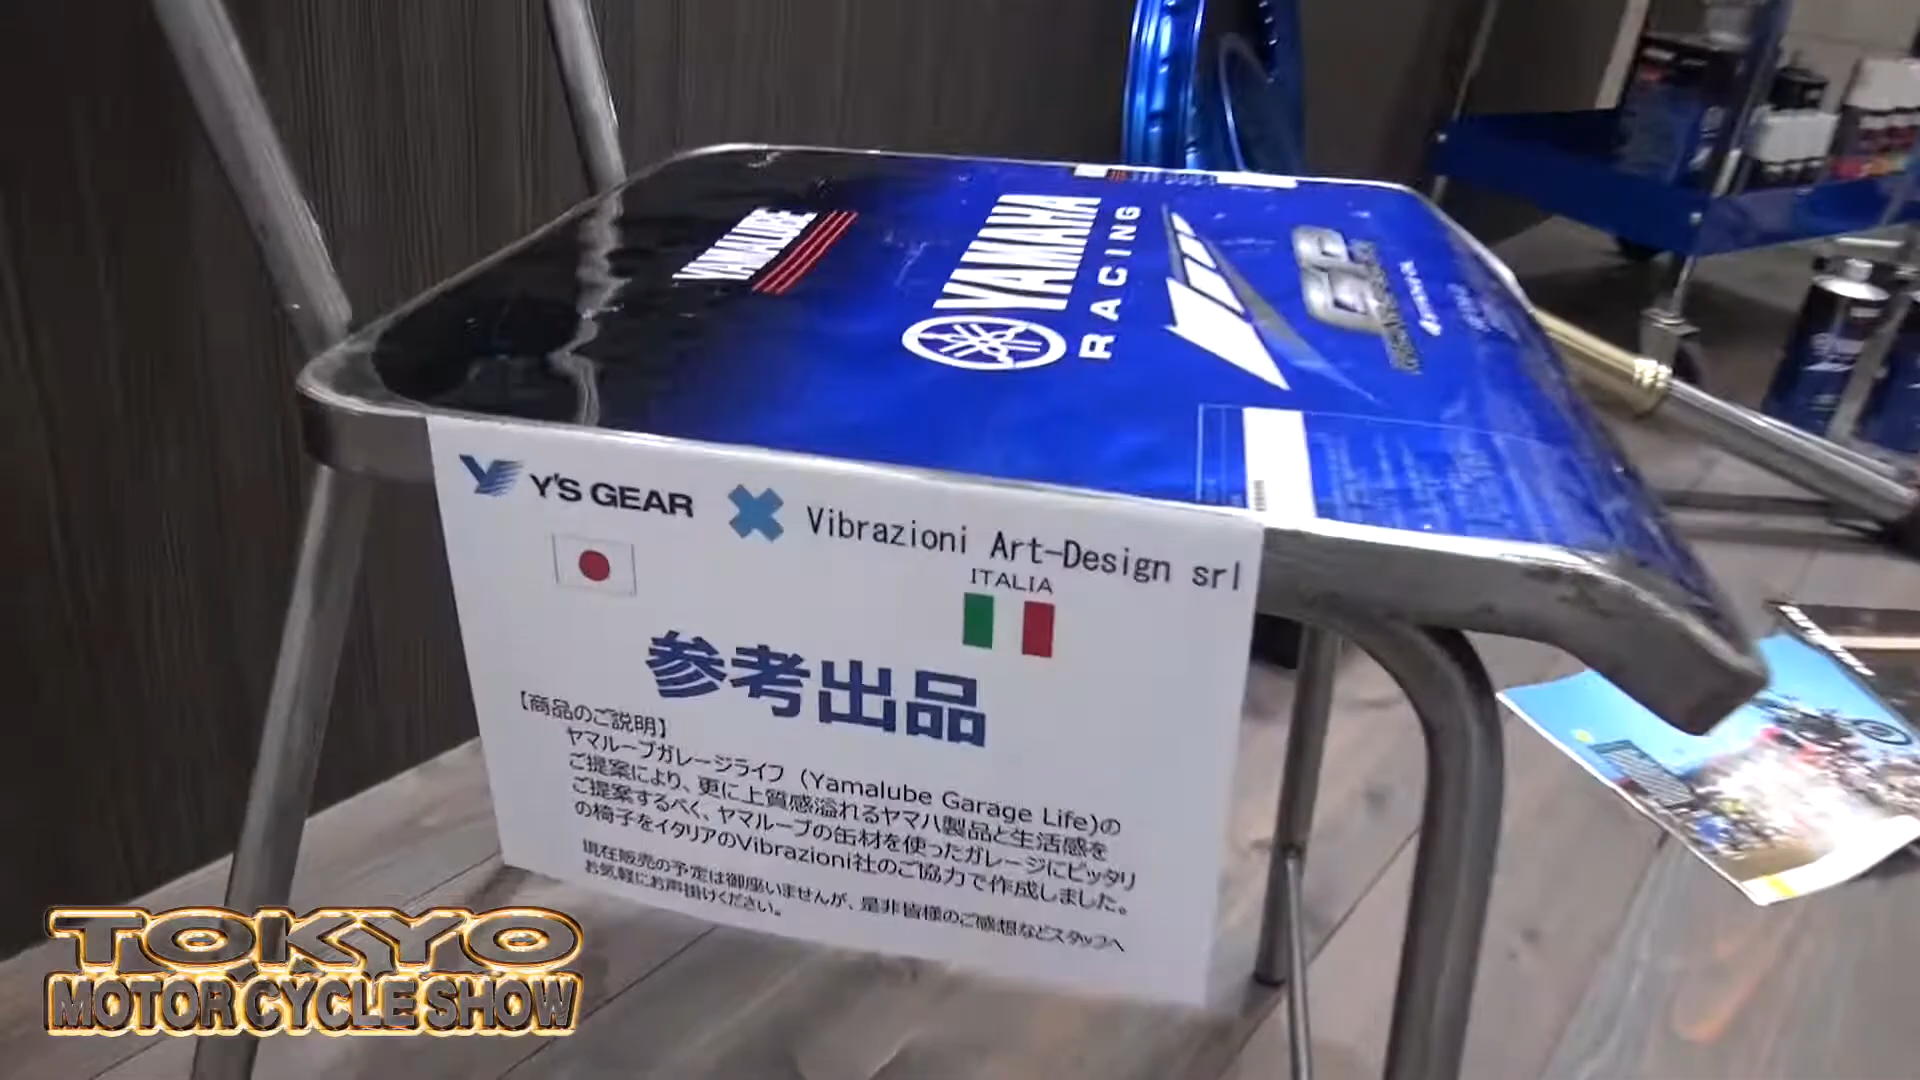 YAMALUBE
YAMAHA
RACING
Y'S GEAR
Vibrazioni Art-Design srl
ITALIA
参考出品
【商品のご説明】
ヤマルーブガレージライフ (Yamalube Garage Life)の
ご提案により、更に上質感溢れるヤマハ製品と生活感を
ご提案するべく、ヤマルーブの缶材を使ったガレージにピッタリ
の椅子をイタリアのVibrazioni社のご協力で作成しました。
現在販売の予定は御座いませんが、是非皆様のご感想などスタッフへ
お気軽にお声掛けください。
TOKYO
MOTOR CYCLE SHOW